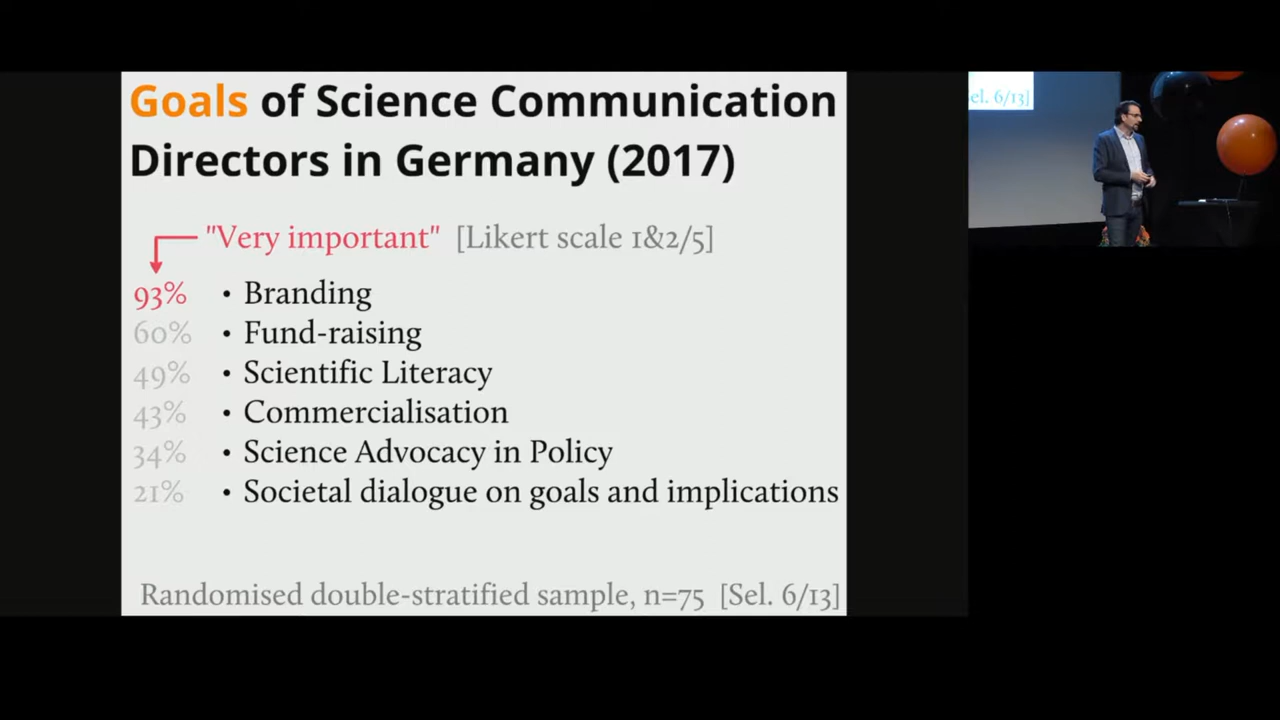 Goals of Science Communication
Directors in Germany (2017)
"Very important" [Likert scale 1&2/5]
93% • Branding
60% • Fund-raising
49% • Scientific Literacy
43% • Commercialisation
34% • Science Advocacy in Policy
21% • Societal dialogue on goals and implications
Randomised double-stratified sample, n=75 [Sel. 6/13]
Sel. 6/13]